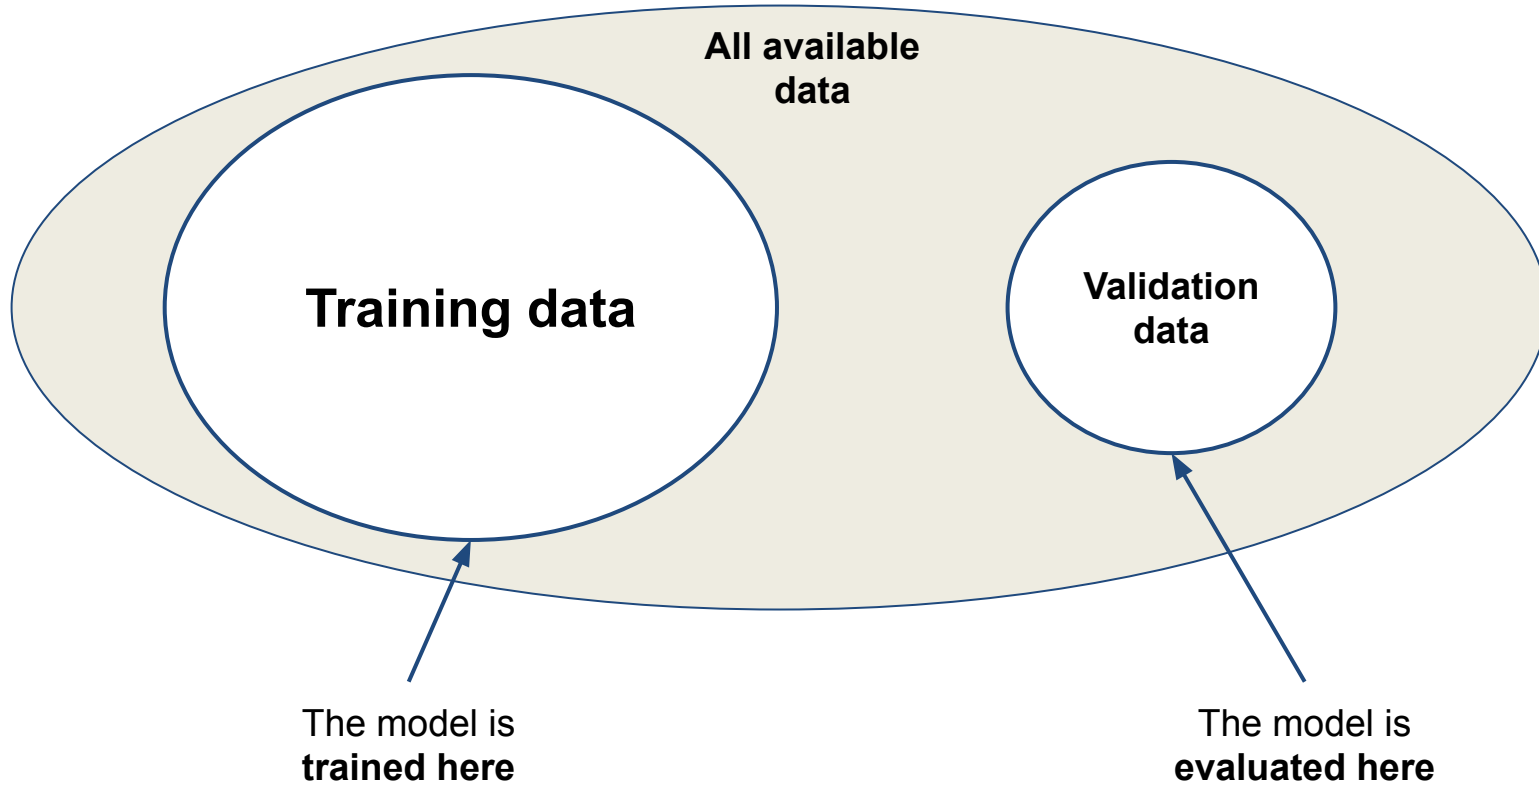 All available
data
Training data
Validation
data
The model is
trained here
The model is
evaluated here